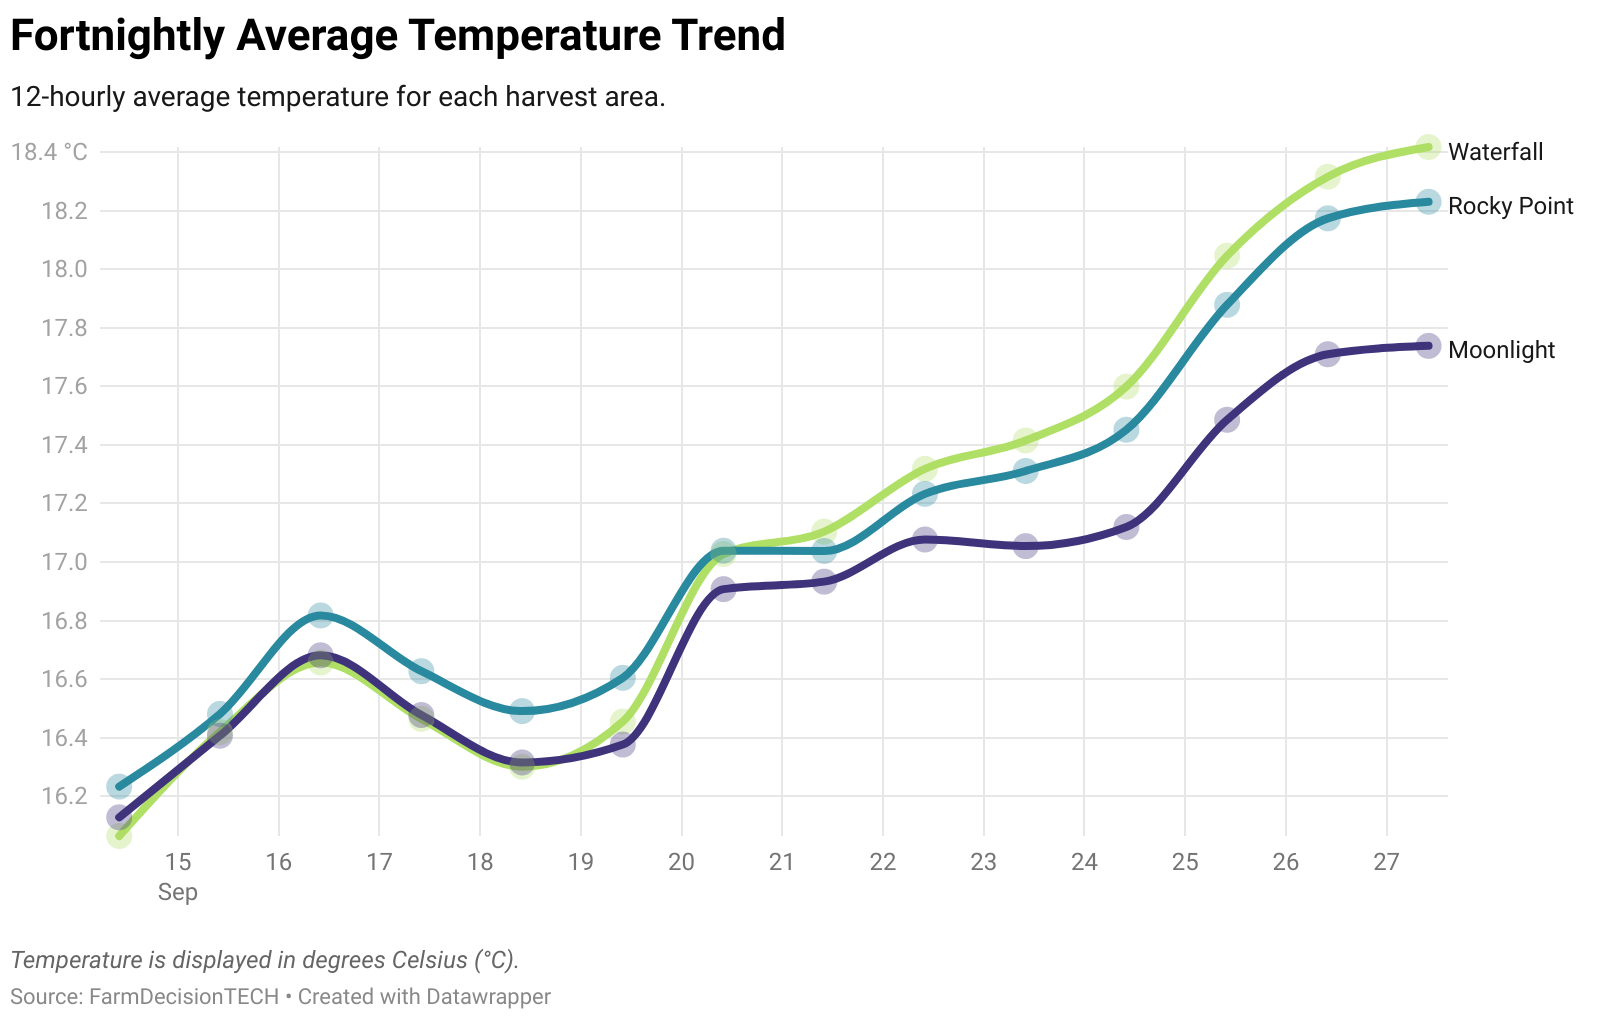 Fortnightly Average Temperature Trend
12-hourly average temperature for each harvest area.
18.4 °C
18.2
18.0
17.8
17.6
17.4
17.2
17.0
16.8
16.6
16.4
16.2
Waterfall
Rocky Point
Moonlight
15 16 17 18 19 20 21 22 23 24 25 26 27
Sep
Temperature is displayed in degrees Celsius (°C).
Source: FarmDecisionTECH • Created with Datawrapper